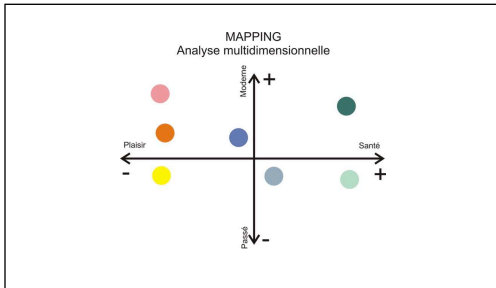 MAPPING
Analyse multidimensionnelle
Moderne
+
Plaisir
Santé
-
+
Passé
-